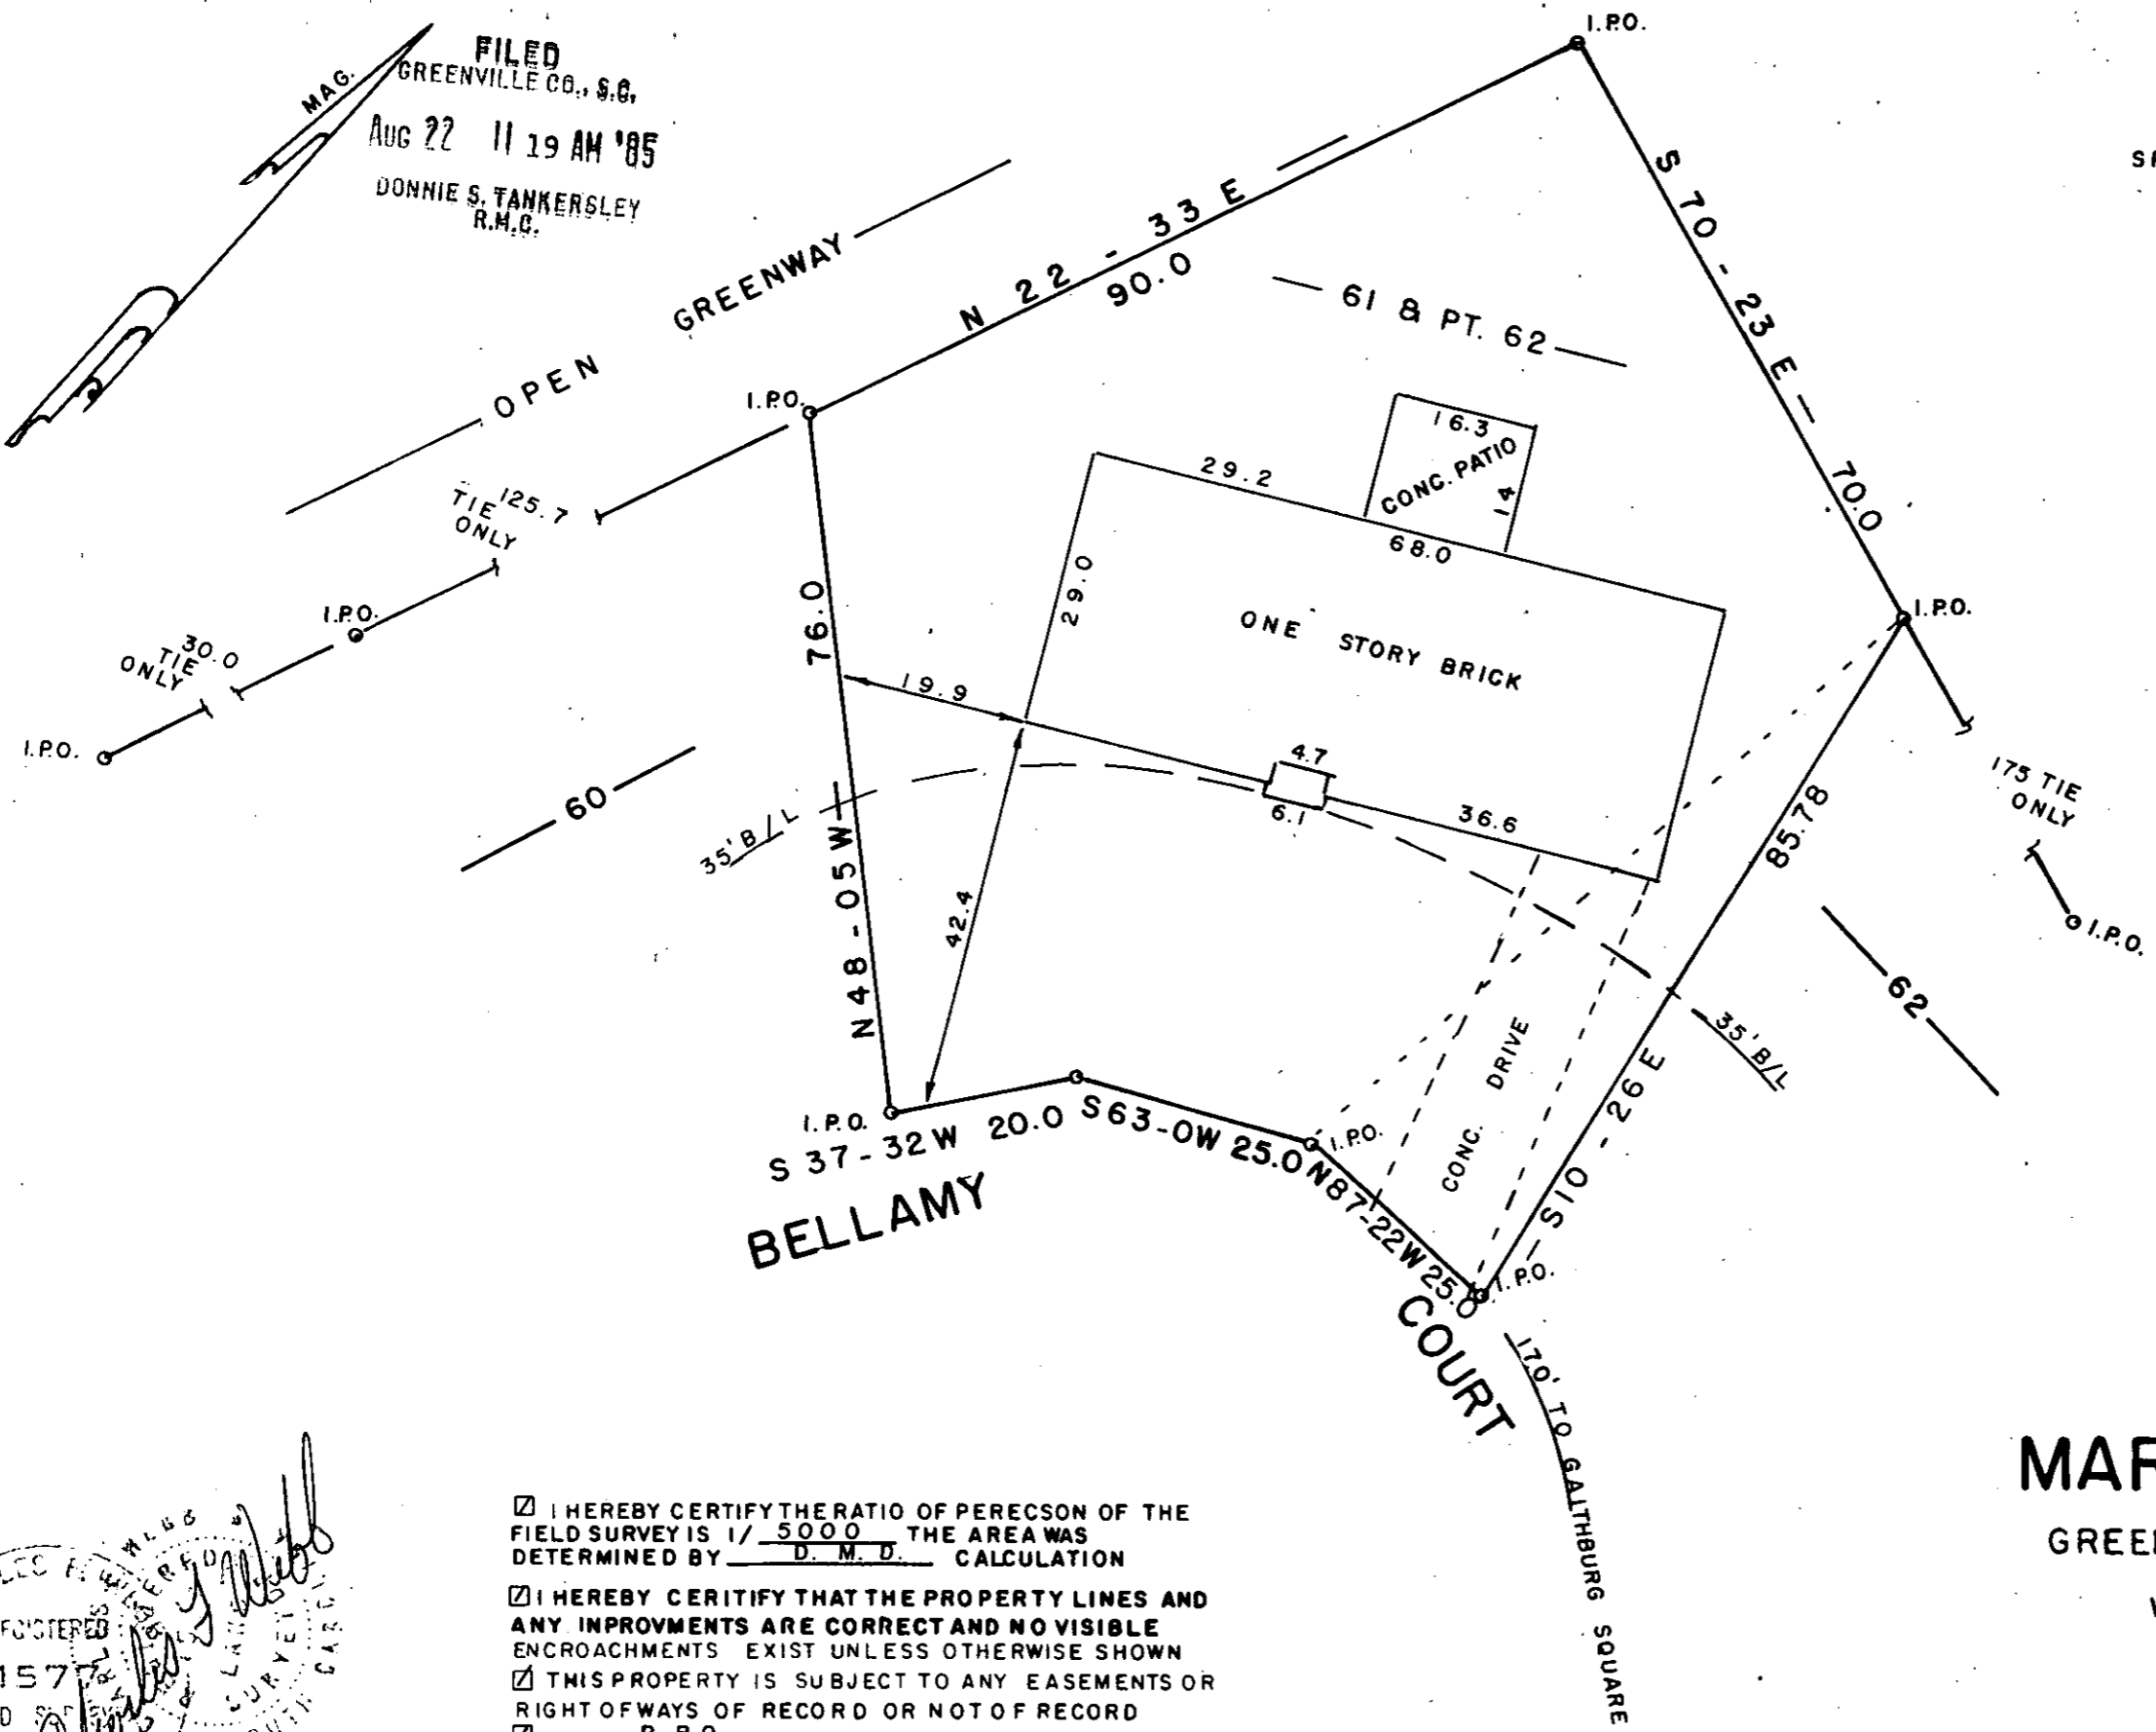 I.P.O.
MAG.
FILED
GREENVILLE CO., S.C.
AUG 22 11 19 AM '85
DONNIE S. TANKERSLEY
R.M.C.
OPEN GREENWAY
N 22 - 33 E
90.0
S 70 - 23 E - 70.0
61 & PT. 62
I.P.O.
16.3
CONC. PATIO
14
29.2
68.0
125.7
TIE
ONLY
29.0
76.0
ONE STORY BRICK
I.P.O.
I.P.O.
30.0
TIE
ONLY
19.9
I.P.O.
4.7
6.1
36.6
175 TIE
ONLY
85.78
60
35' B/L
N 48 - 05 W
42.4
I.P.O.
62
35' B/L
CONC. DRIVE
S10 - 26 E
I.P.O.
S 37 - 32 W 20.0
S 63 - 0W 25.0
I.P.O.
N 87 - 22 W 25.0
I.P.O.
BELLAMY
COURT
170' TO GAITHBURG SQUARE
MAR
GREE
I HEREBY CERTIFY THE RATIO OF PERECSON OF THE
FIELD SURVEY IS 1/ 5000 THE AREA WAS
DETERMINED BY D. M. D. CALCULATION
I HEREBY CERITIFY THAT THE PROPERTY LINES AND
ANY INPROVMENTS ARE CORRECT AND NO VISIBLE
ENCROACHMENTS EXIST UNLESS OTHERWISE SHOWN
THIS PROPERTY IS SUBJECT TO ANY EASEMENTS OR
RIGHT OF WAYS OF RECORD OR NOT OF RECORD
1577